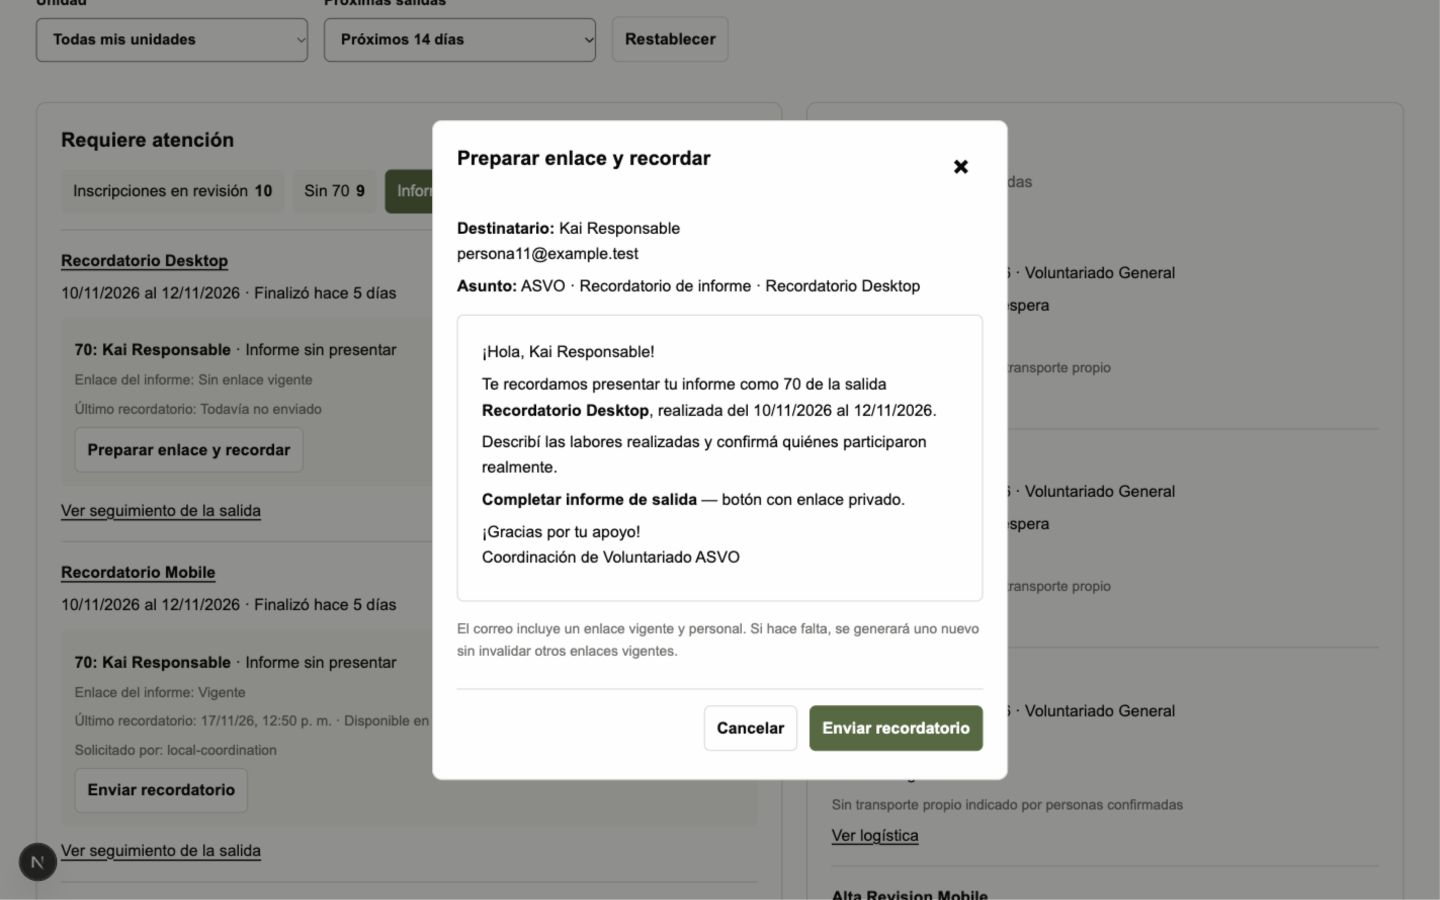 Unidad
Próximas salidas
Todas mis unidades
Próximos 14 días
Restablecer
Requiere atención
Inscripciones en revisión 10
Sin 70 9
Recordatorio Desktop
10/11/2026 al 12/11/2026 · Finalizó hace 5 días
70: Kai Responsable · Informe sin presentar
Enlace del informe: Sin enlace vigente
Último recordatorio: Todavía no enviado
Preparar enlace y recordar
Ver seguimiento de la salida
Recordatorio Mobile
10/11/2026 al 12/11/2026 · Finalizó hace 5 días
70: Kai Responsable · Informe sin presentar
Enlace del informe: Vigente
Último recordatorio: 17/11/26, 12:50 p. m. · Disponible en
Solicitado por: local-coordination
Enviar recordatorio
Ver seguimiento de la salida
N
Preparar enlace y recordar
Destinatario: Kai Responsable
persona11@example.test
Asunto: ASVO · Recordatorio de informe · Recordatorio Desktop
¡Hola, Kai Responsable!
Te recordamos presentar tu informe como 70 de la salida
Recordatorio Desktop, realizada del 10/11/2026 al 12/11/2026.
Describí las labores realizadas y confirmá quiénes participaron
realmente.
Completar informe de salida — botón con enlace privado.
¡Gracias por tu apoyo!
Coordinación de Voluntariado ASVO
El correo incluye un enlace vigente y personal. Si hace falta, se generará uno nuevo
sin invalidar otros enlaces vigentes.
Cancelar
Enviar recordatorio
· Voluntariado General
transporte propio
· Voluntariado General
transporte propio
· Voluntariado General
Sin transporte propio indicado por personas confirmadas
Ver logística
Alta Revision Mobile